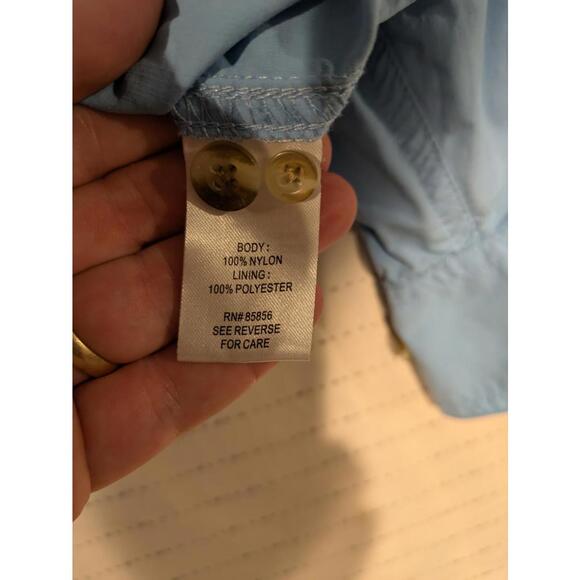 BODY:
100% NYLON
LINING:
100% POLYESTER
RN# 85856
SEE REVERSE
FOR CARE